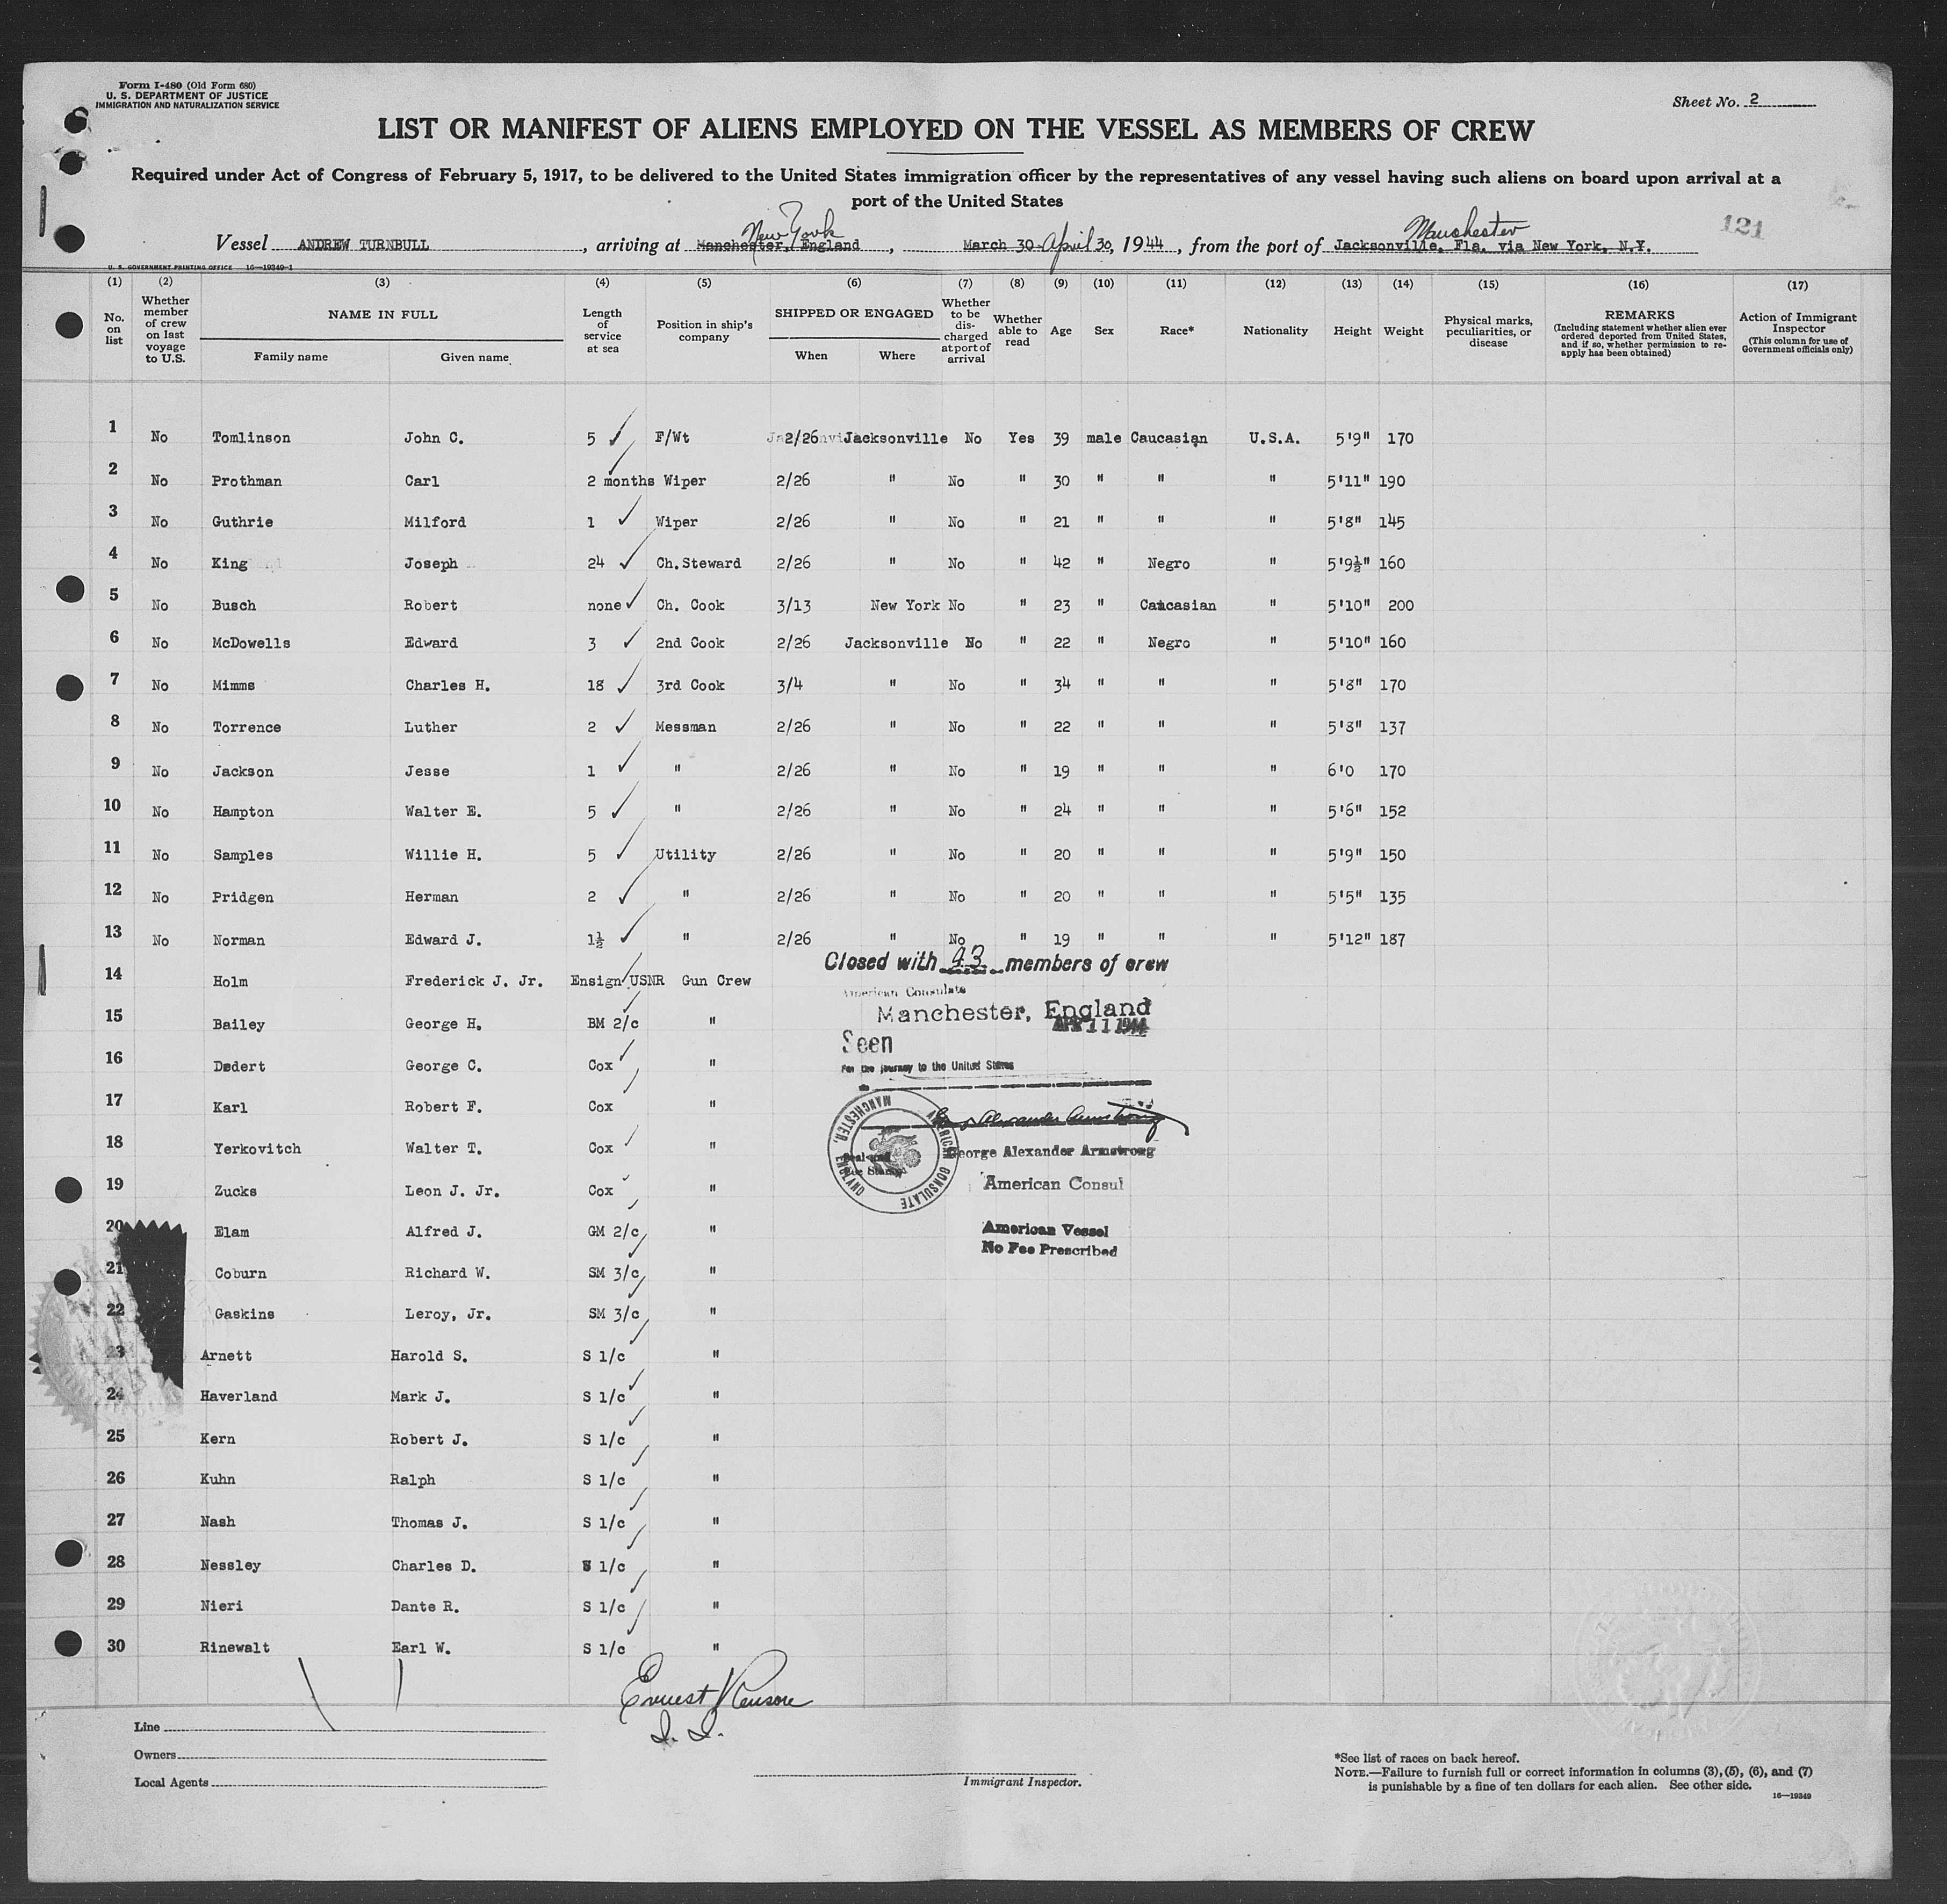 Form I-480 (Old Form 680)
U. S. DEPARTMENT OF JUSTICE
IMMIGRATION AND NATURALIZATION SERVICE
Sheet No. 2
LIST OR MANIFEST OF ALIENS EMPLOYED ON THE VESSEL AS MEMBERS OF CREW
Required under Act of Congress of February 5, 1917, to be delivered to the United States immigration officer by the representatives of any vessel having such aliens on board upon arrival at a
port of the United States
New York
Manchester
121
Vessel ANDREW TURNBULL, arriving at Manchester, England, March 30 April 30, 1944, from the port of Jacksonville, Fla. via New York, N.Y.
U. S. GOVERNMENT PRINTING OFFICE 16—19349-1
(1) (2) (3) (4) (5) (6) (7) (8) (9) (10) (11) (12) (13) (14) (15) (16) (17)
No. on list
Whether member of crew on last voyage to U.S.
NAME IN FULL
Family name Given name
Length of service at sea
Position in ship's company
SHIPPED OR ENGAGED
When Where
Whether to be discharged at port of arrival
Whether able to read
Age
Sex
Race*
Nationality
Height
Weight
Physical marks, peculiarities, or disease
REMARKS
(Including statement whether alien ever ordered deported from United States, and if so, whether permission to re-apply has been obtained)
Action of Immigrant Inspector
(This column for use of Government officials only)
1 No Tomlinson John C. 5 F/Wt 2/26 Jacksonville No Yes 39 male Caucasian U.S.A. 5'9" 170
2 No Prothman Carl 2 months Wiper 2/26 " No " 30 " " " 5'11" 190
3 No Guthrie Milford 1 Wiper 2/26 " No " 21 " " " 5'8" 145
4 No King Joseph 24 Ch.Steward 2/26 " No " 42 " Negro " 5'9½" 160
5 No Busch Robert none Ch. Cook 3/13 New York No " 23 " Caucasian " 5'10" 200
6 No McDowells Edward 3 2nd Cook 2/26 Jacksonville No " 22 " Negro " 5'10" 160
7 No Mimms Charles H. 18 3rd Cook 3/4 " No " 34 " " " 5'8" 170
8 No Torrence Luther 2 Messman 2/26 " No " 22 " " " 5'8" 137
9 No Jackson Jesse 1 " 2/26 " No " 19 " " " 6'0 170
10 No Hampton Walter E. 5 " 2/26 " No " 24 " " " 5'6" 152
11 No Samples Willie H. 5 Utility 2/26 " No " 20 " " " 5'9" 150
12 No Pridgen Herman 2 " 2/26 " No " 20 " " " 5'5" 135
13 No Norman Edward J. 1½ " 2/26 " No " 19 " " " 5'12" 187
Closed with 43 members of crew
14 Holm Frederick J. Jr. Ensign USNR Gun Crew
American Consulate
15 Bailey George H. BM 2/c "
Manchester, England
APR 11 1944
Seen
16 Dedert George C. Cox "
For the journey to the United States
17 Karl Robert F. Cox "
18 Yerkovitch Walter T. Cox "
AMERICAN CONSULATE MANCHESTER, ENGLAND
George Alexander Armstrong
19 Zucks Leon J. Jr. Cox "
American Consul
20 Elam Alfred J. GM 2/c "
American Vessel
No Fee Prescribed
21 Coburn Richard W. SM 3/c "
22 Gaskins Leroy, Jr. SM 3/c "
23 Arnett Harold S. S 1/c "
24 Haverland Mark J. S 1/c "
25 Kern Robert J. S 1/c "
26 Kuhn Ralph S 1/c "
27 Nash Thomas J. S 1/c "
28 Nessley Charles D. S 1/c "
29 Nieri Dante R. S 1/c "
30 Rinewalt Earl W. S 1/c "
Ernest
Line
Owners
Local Agents
Immigrant Inspector.
*See list of races on back hereof.
NOTE.—Failure to furnish full or correct information in columns (3), (5), (6), and (7)
is punishable by a fine of ten dollars for each alien. See other side.
16—19349